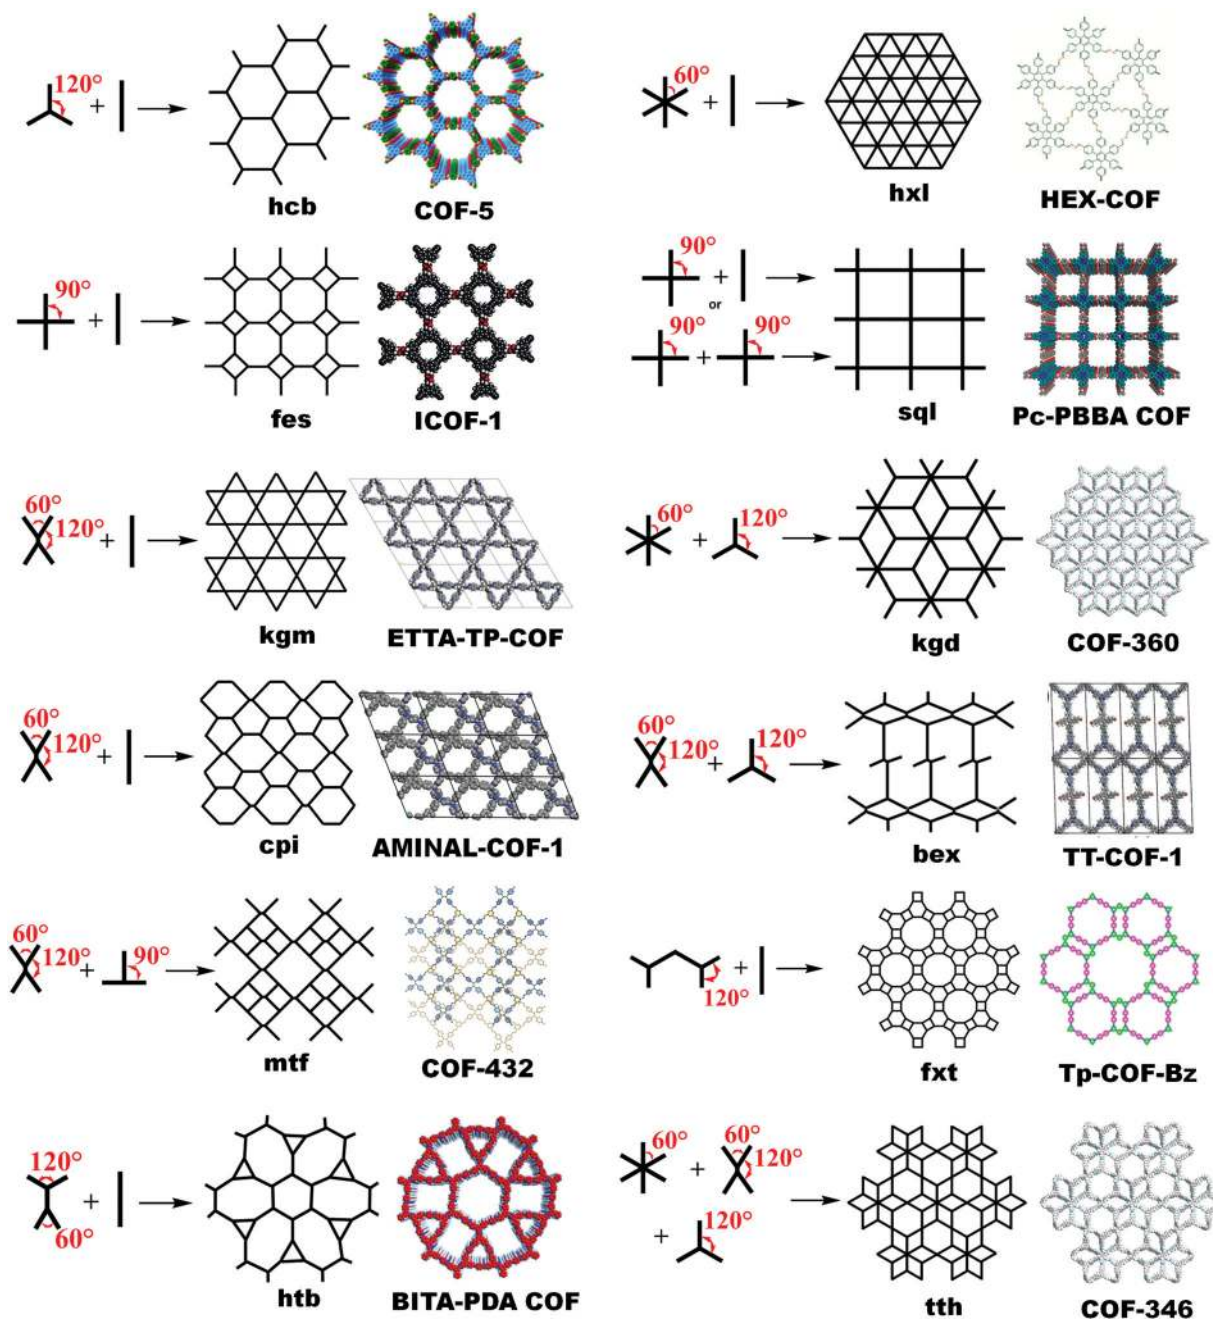 120°
+
hcb
COF-5
60°
+
hxl
HEX-COF
90°
+
fes
ICOF-1
90°
+
or
90°
+
90°
sql
Pc-PBBA COF
60°
120°
+
kgm
ETTA-TP-COF
60°
+
120°
kgd
COF-360
60°
120°
+
cpi
AMINAL-COF-1
60°
120°
+
120°
bex
TT-COF-1
60°
120°
+
90°
mtf
COF-432
120°
+
fxt
Tp-COF-Bz
120°
60°
+
htb
BITA-PDA COF
60°
+
60°
120°
+
120°
tth
COF-346